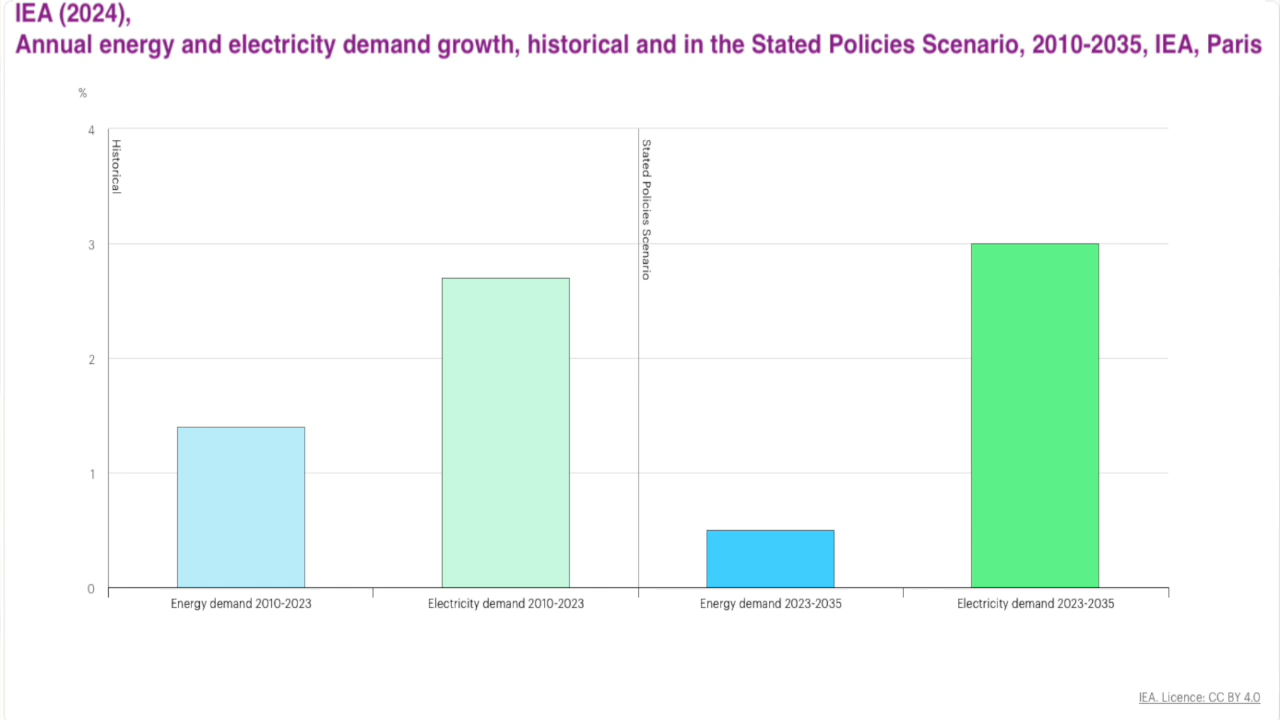 IEA (2024),
Annual energy and electricity demand growth, historical and in the Stated Policies Scenario, 2010-2035, IEA, Paris
%
4
3
2
1
0
Historical
Stated Policies Scenario
Energy demand 2010-2023
Electricity demand 2010-2023
Energy demand 2023-2035
Electricity demand 2023-2035
IEA. Licence: CC BY 4.0